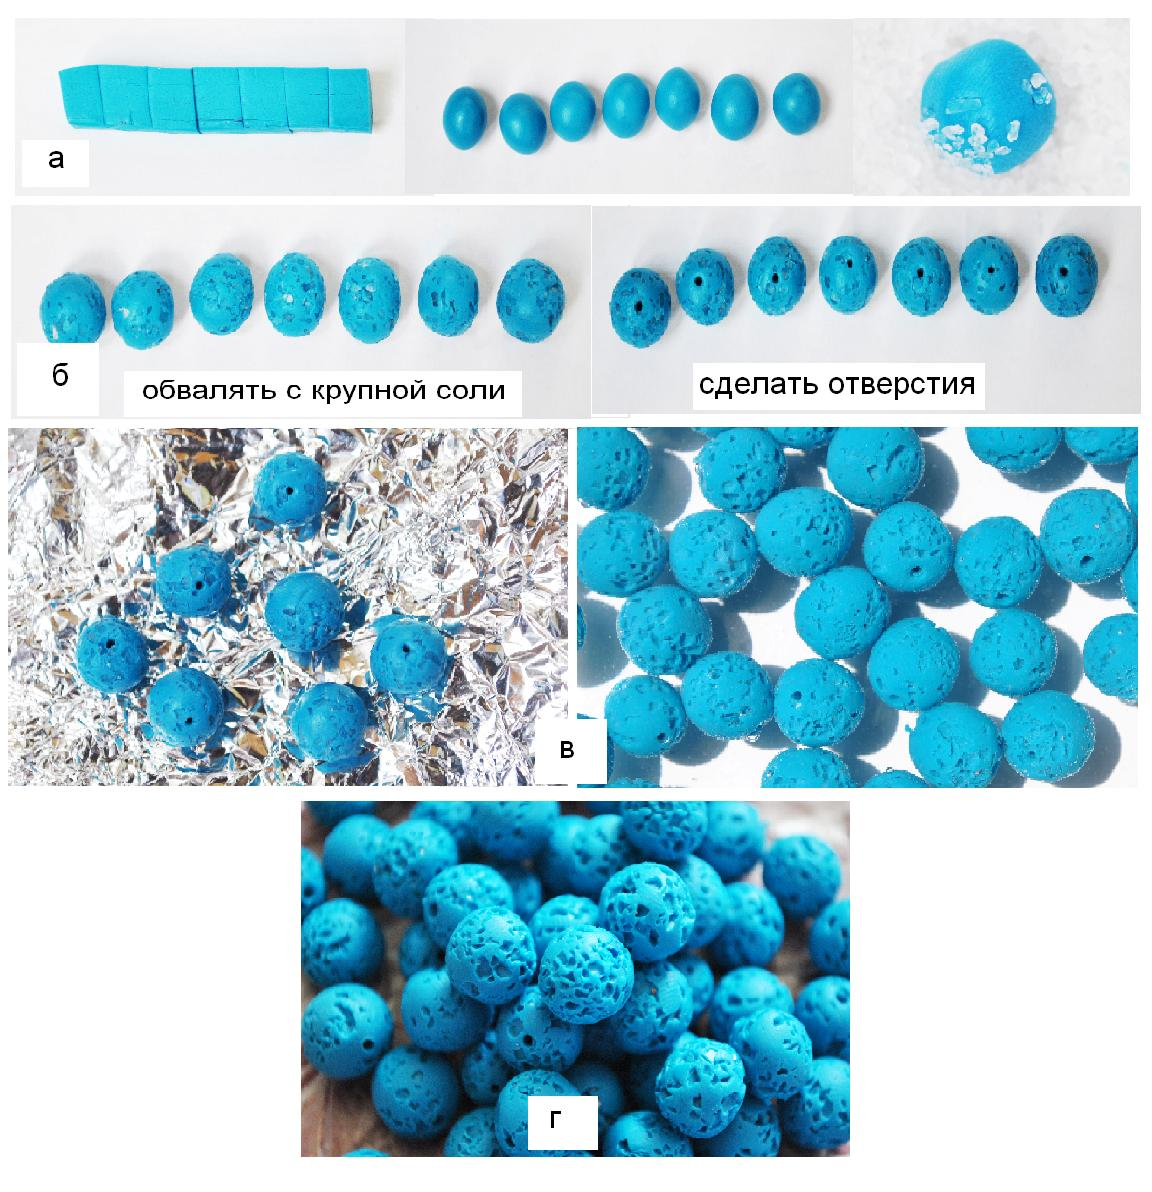 а
б
обвалять с крупной соли
сделать отверстия
в
г